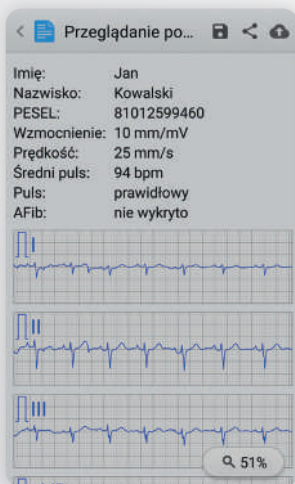 Przeglądanie po...
Imię: Jan
Nazwisko: Kowalski
PESEL: 81012599460
Wzmocnienie: 10 mm/mV
Prędkość: 25 mm/s
Średni puls: 94 bpm
Puls: prawidłowy
AFib: nie wykryto
I
II
III
51%